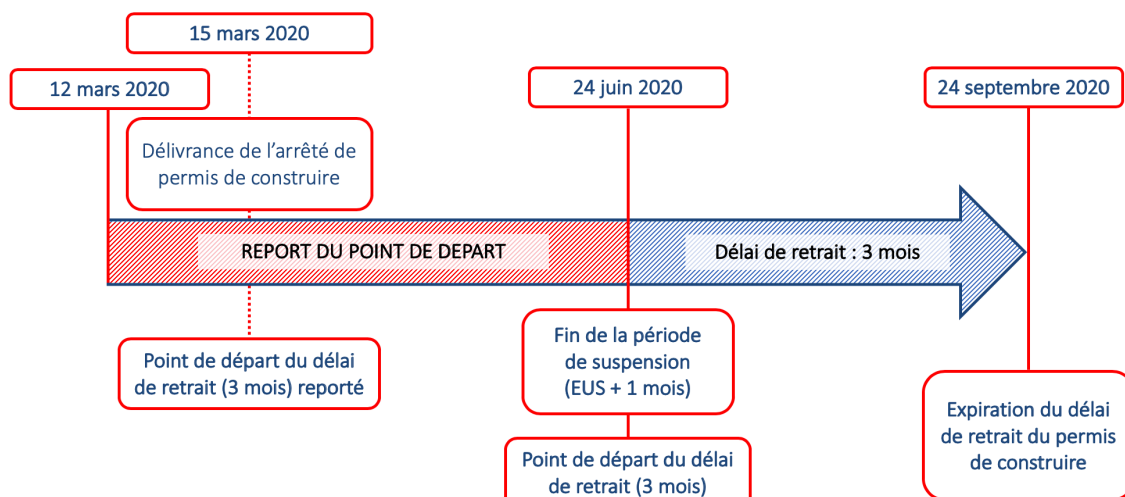 15 mars 2020
12 mars 2020
24 juin 2020
24 septembre 2020
Délivrance de l’arrêté de
permis de construire
REPORT DU POINT DE DEPART
Délai de retrait : 3 mois
Point de départ du délai
de retrait (3 mois) reporté
Fin de la période
de suspension
(EUS + 1 mois)
Point de départ du délai
de retrait (3 mois)
Expiration du délai
de retrait du permis
de construire